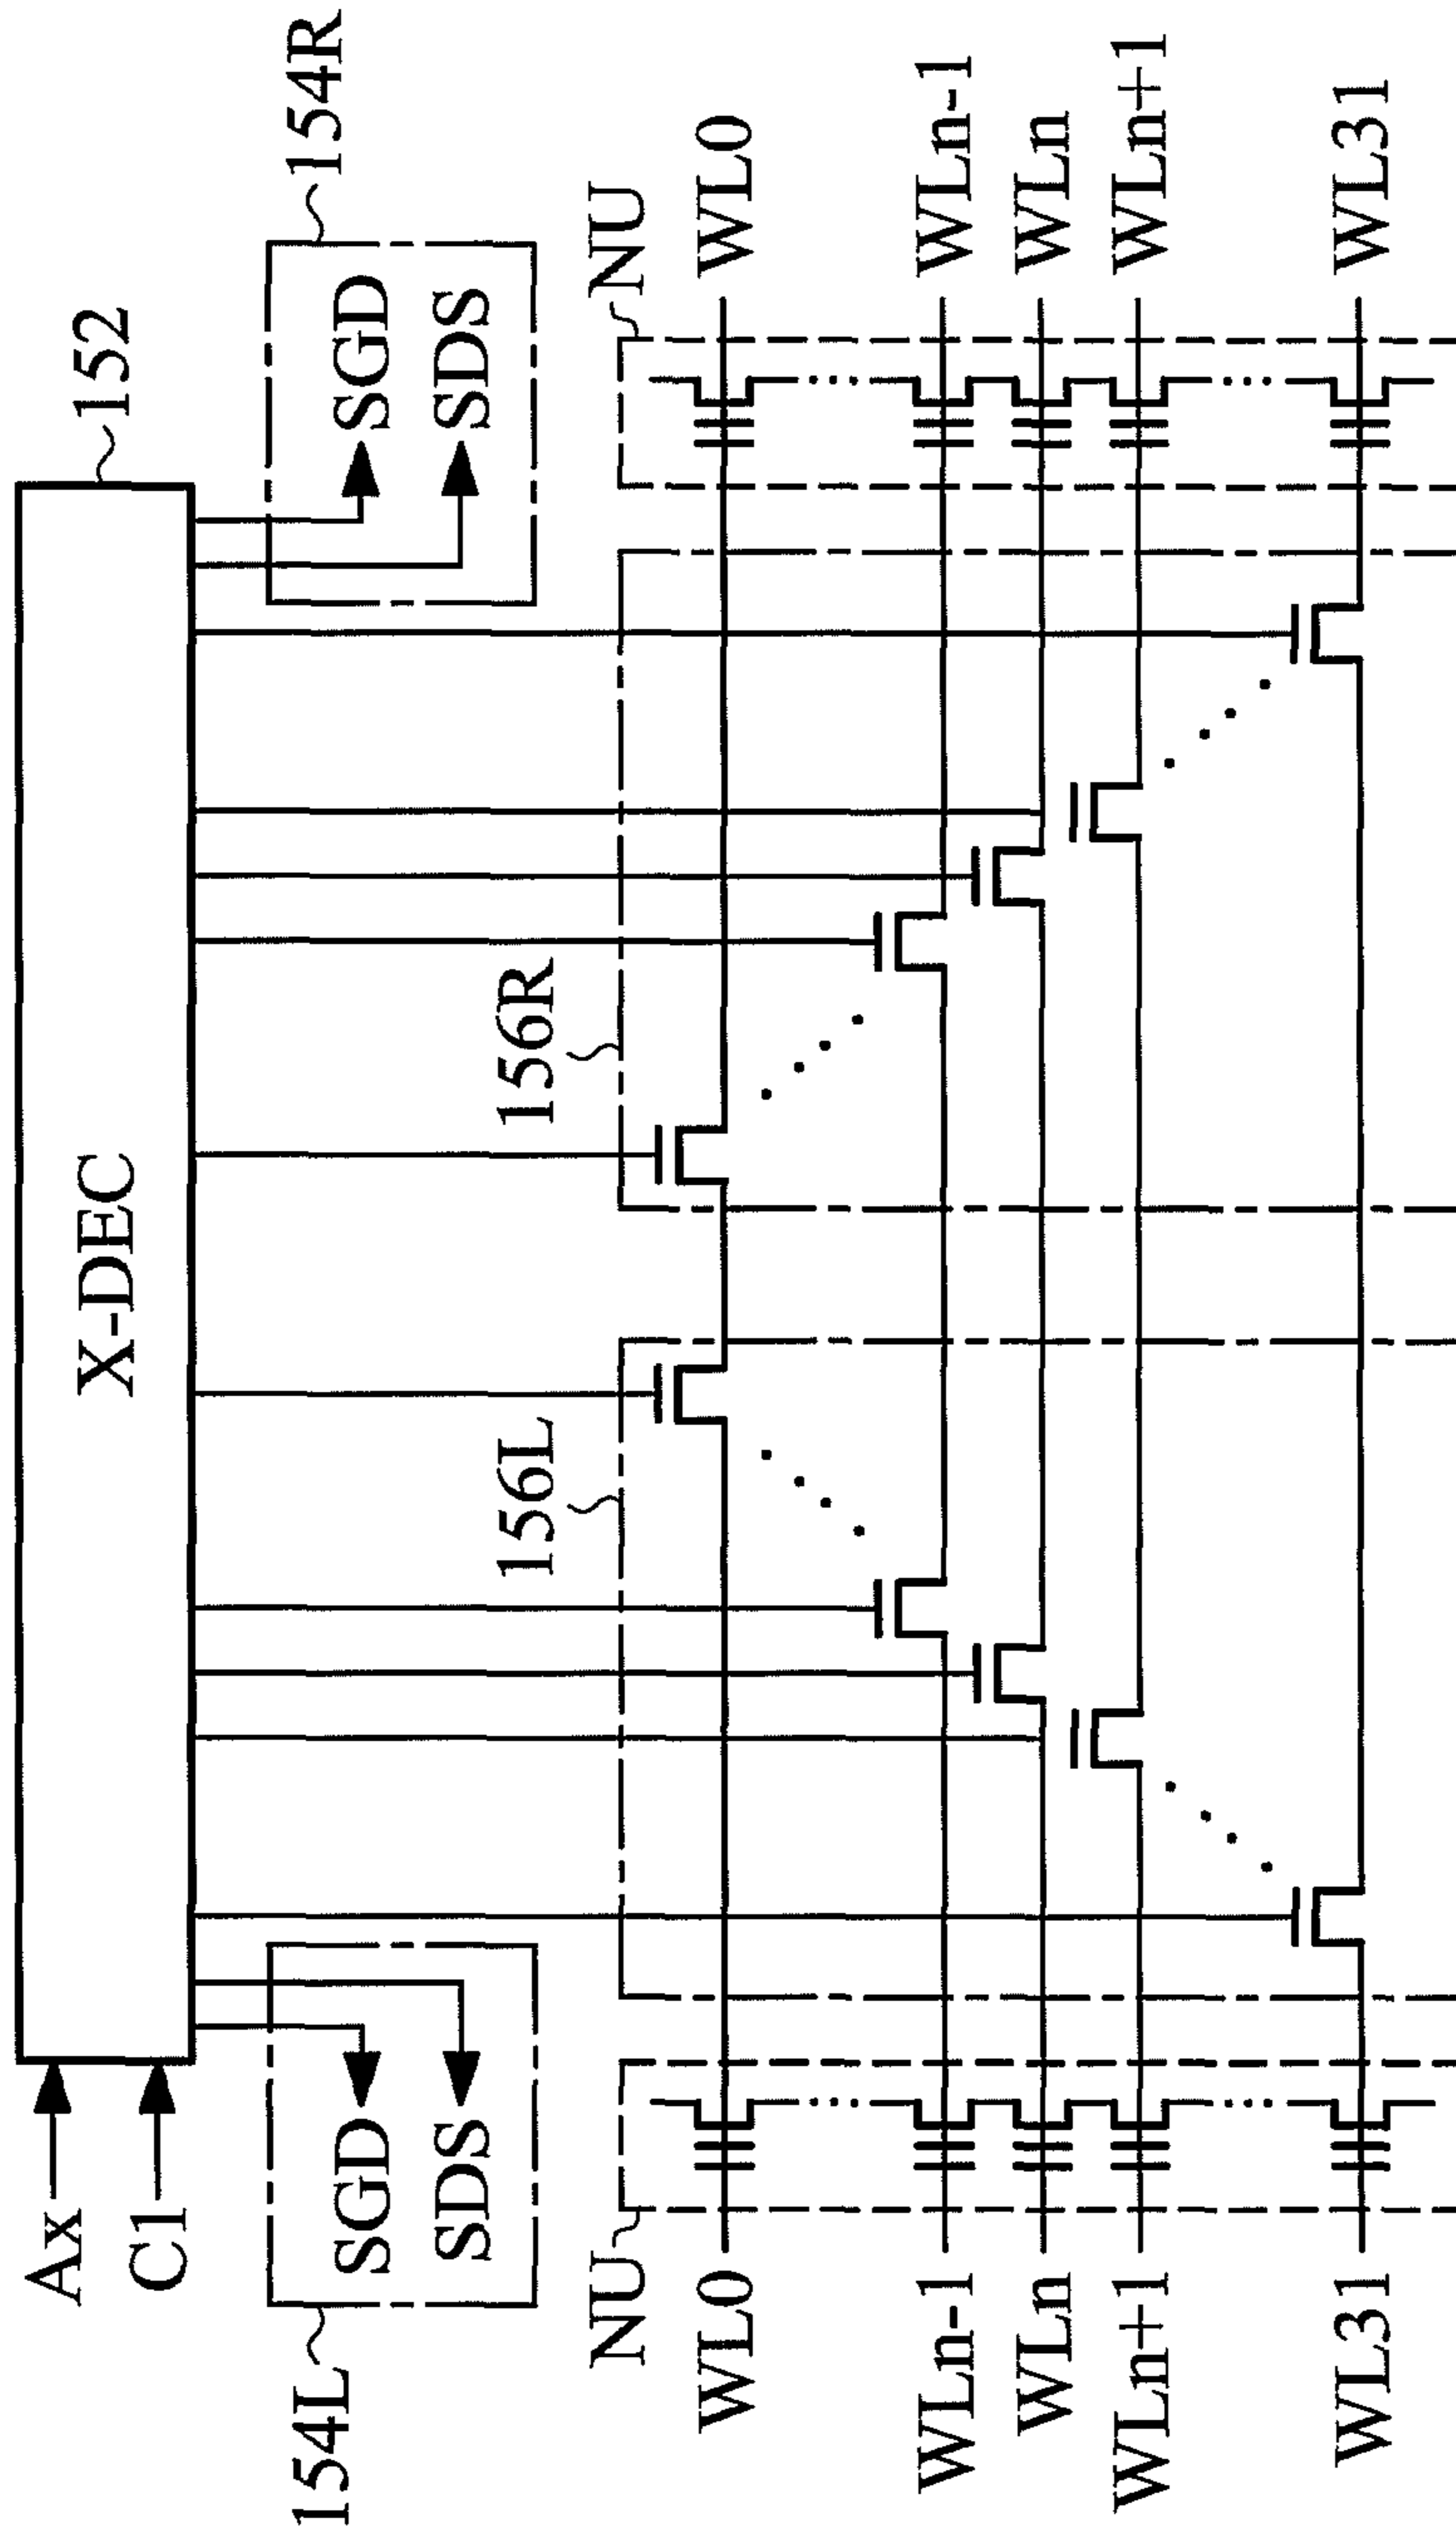 Ax
C1
X-DEC
152
154L
SGD
SDS
SGD
SDS
154R
156L
156R
NU
NU
WL0
WL0
WLn-1
WLn-1
WLn
WLn
WLn+1
WLn+1
WL31
WL31